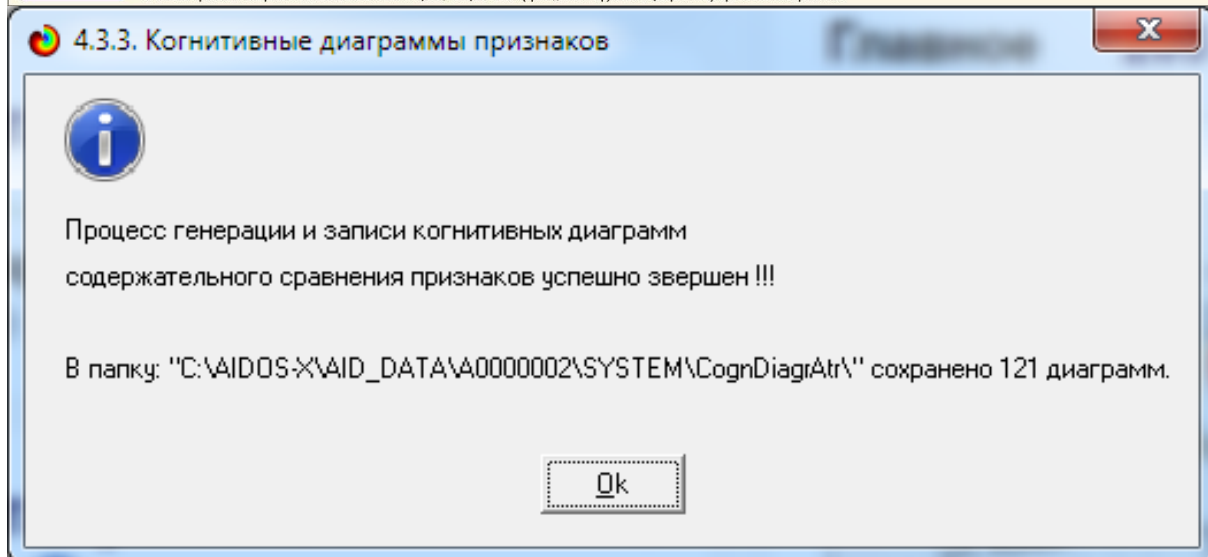 4.3.3. Когнитивные диаграммы признаков
Главное
Процесс генерации и записи когнитивных диаграмм
содержательного сравнения признаков успешно звершен !!!
В папку: "C:\AIDOS-X\AID_DATA\A0000002\SYSTEM\CognDiagrAtr\" сохранено 121 диаграмм.
Ok